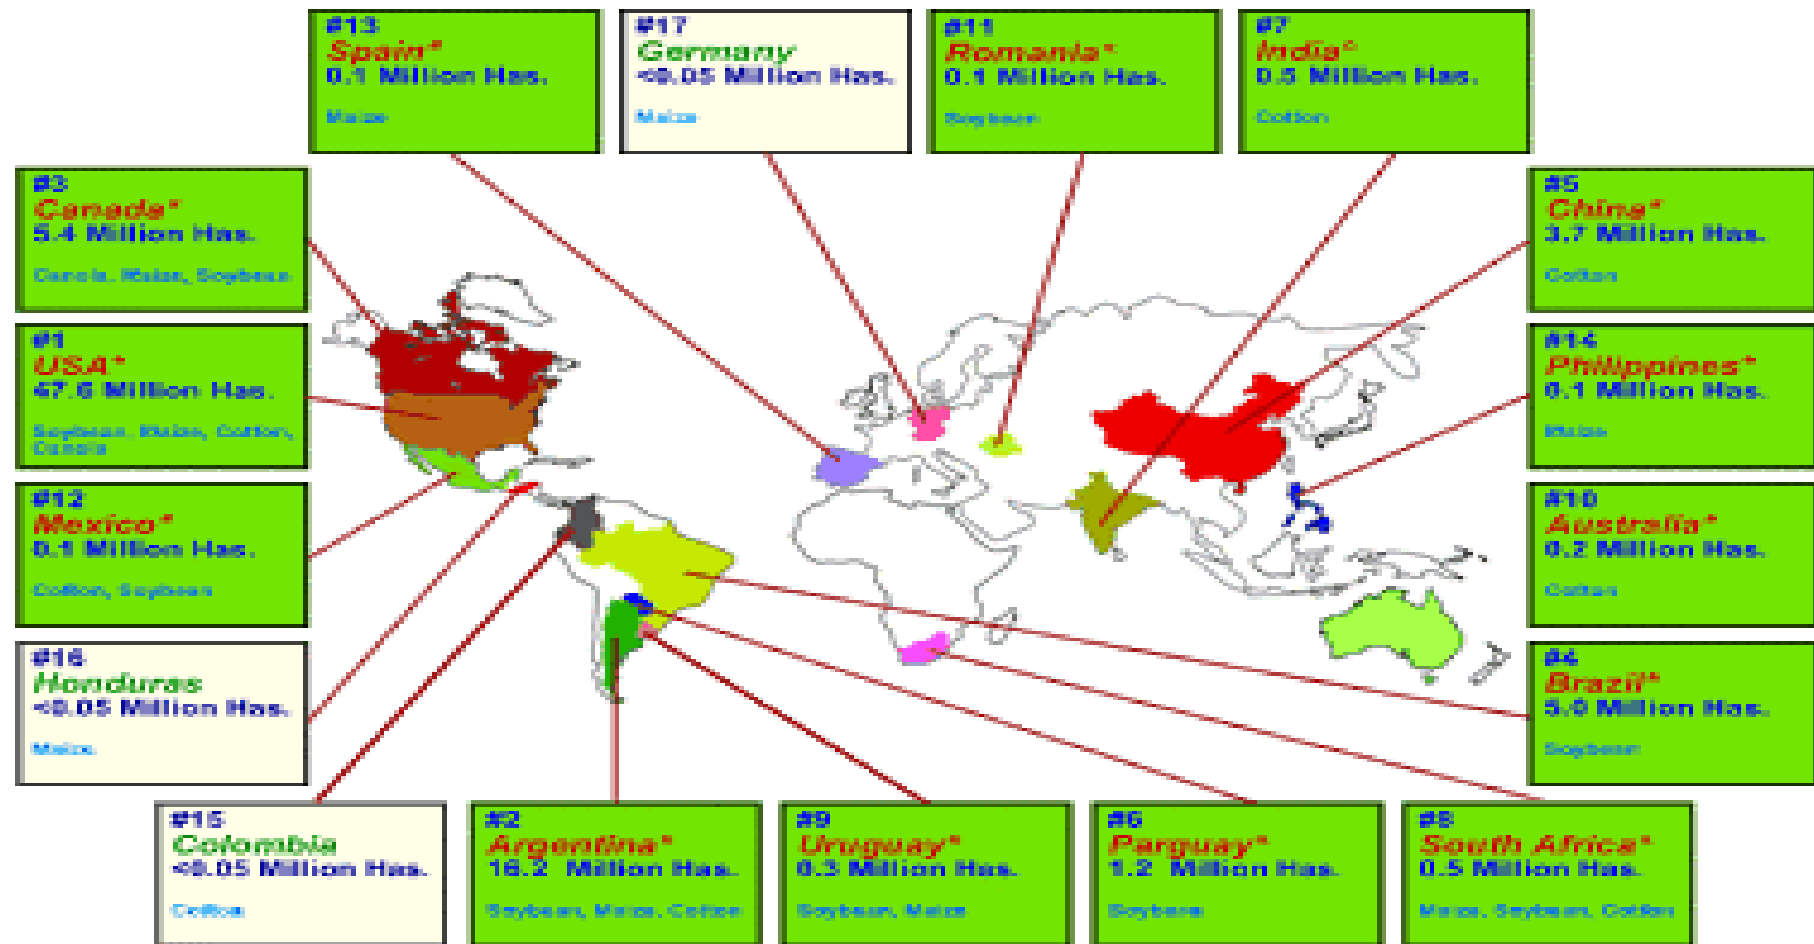 #13
Spain*
0.1 Million Has.
Maize
#17
Germany
<0.05 Million Has.
Maize
#11
Romania*
0.1 Million Has.
Soybean
#7
India*
0.5 Million Has.
Cotton
#3
Canada*
5.4 Million Has.
Canola, Maize, Soybean
#5
China*
3.7 Million Has.
Cotton
#1
USA*
47.6 Million Has.
Soybean, Maize, Cotton,
Canola
#14
Philippines*
0.1 Million Has.
Maize
#12
Mexico*
0.1 Million Has.
Cotton, Soybean
#10
Australia*
0.2 Million Has.
Cotton
#16
Honduras
<0.05 Million Has.
Maize
#4
Brazil*
5.0 Million Has.
Soybean
#15
Colombia
<0.05 Million Has.
Cotton
#2
Argentina*
16.2 Million Has.
Soybean, Maize, Cotton
#9
Uruguay*
0.3 Million Has.
Soybean, Maize
#6
Parguay*
1.2 Million Has.
#8
South Africa*
0.5 Million Has.
Maize, Soybean, Cotton